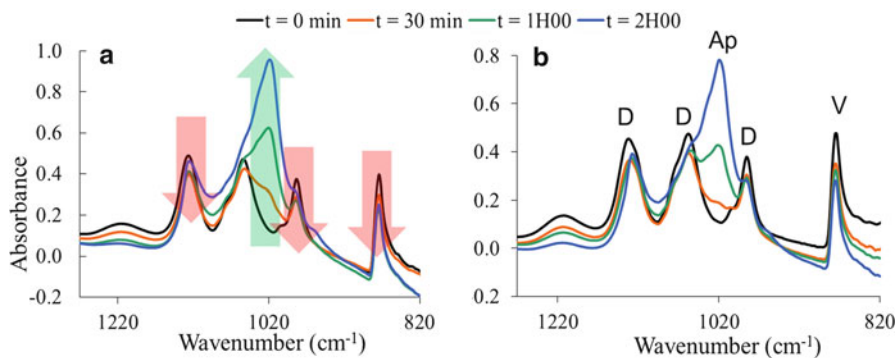 t = 0 min t = 30 min t = 1H00 t = 2H00
a
1.0
0.8
0.6
0.4
0.2
0.0
-0.2
Absorbance
1220 1020 820
Wavenumber (cm-1)
b
0.8
0.6
0.4
0.2
0.0
0.2
D D Ap D V
1220 1020 820
Wavenumber (cm-1)